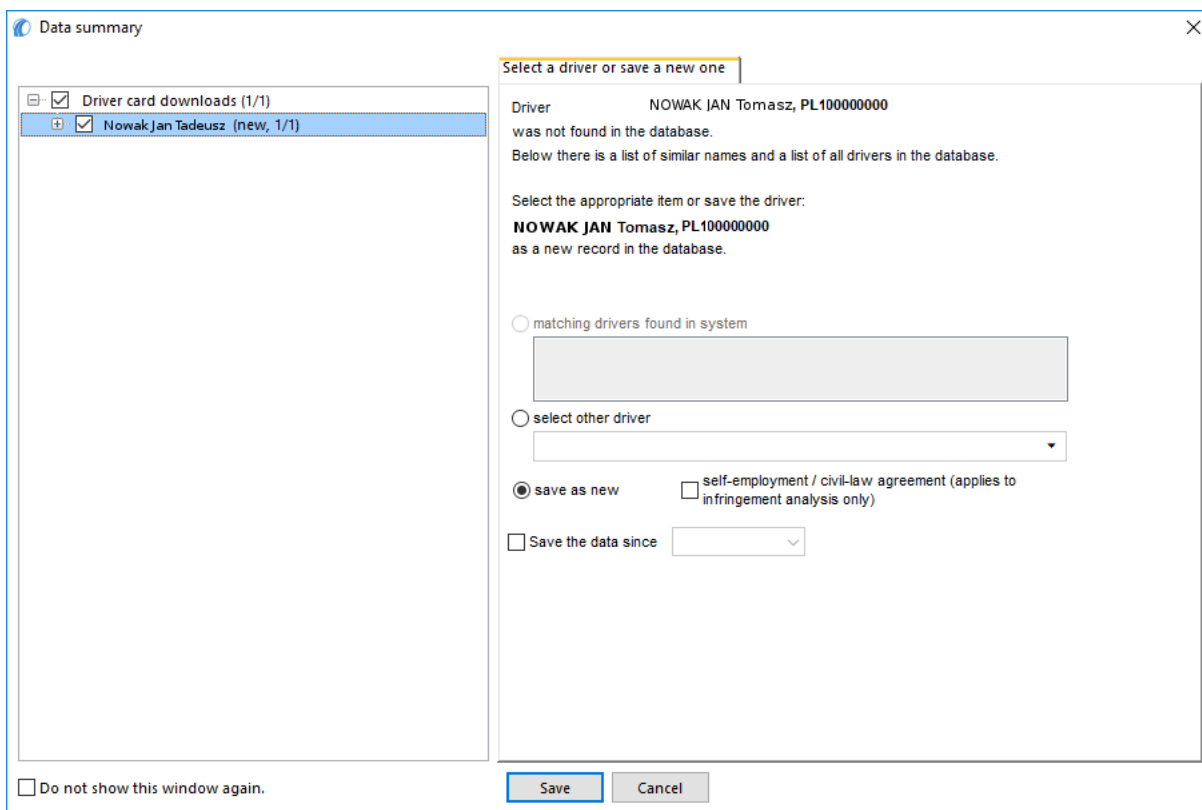 Data summary
Driver card downloads (1/1)
Nowak Jan Tadeusz (new, 1/1)
Select a driver or save a new one
Driver NOWAK JAN Tomasz, PL100000000
was not found in the database.
Below there is a list of similar names and a list of all drivers in the database.
Select the appropriate item or save the driver:
NOWAK JAN Tomasz, PL100000000
as a new record in the database.
matching drivers found in system
select other driver
save as new
self-employment / civil-law agreement (applies to
infringement analysis only)
Save the data since
Do not show this window again.
Save
Cancel